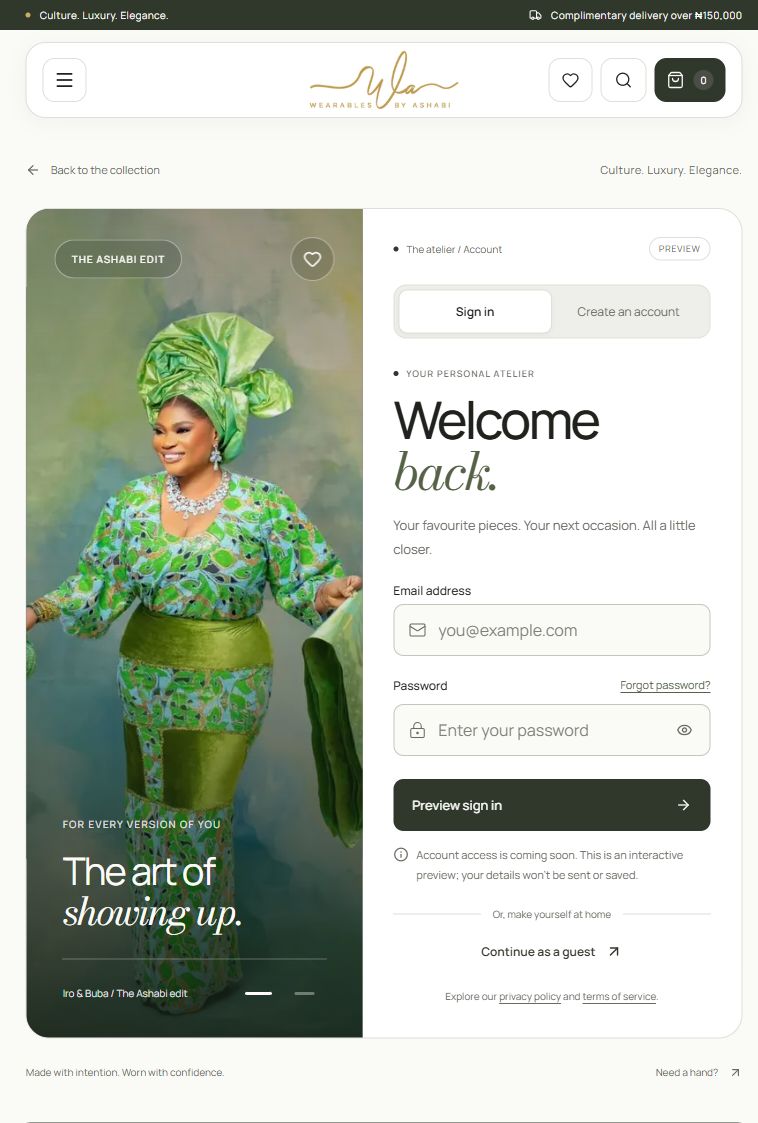 Culture. Luxury. Elegance.
Complimentary delivery over ₦150,000
Wla
WEARABLES BY ASHABI
0
Back to the collection
Culture. Luxury. Elegance.
THE ASHABI EDIT
The atelier / Account
PREVIEW
Sign in
Create an account
YOUR PERSONAL ATELIER
Welcome
back.
Your favourite pieces. Your next occasion. All a little
closer.
Email address
you@example.com
Password
Forgot password?
Enter your password
Preview sign in
Account access is coming soon. This is an interactive
preview; your details won't be sent or saved.
Or, make yourself at home
Continue as a guest
Explore our privacy policy and terms of service.
FOR EVERY VERSION OF YOU
The art of
showing up.
Iro & Buba / The Ashabi edit
Made with intention. Worn with confidence.
Need a hand?